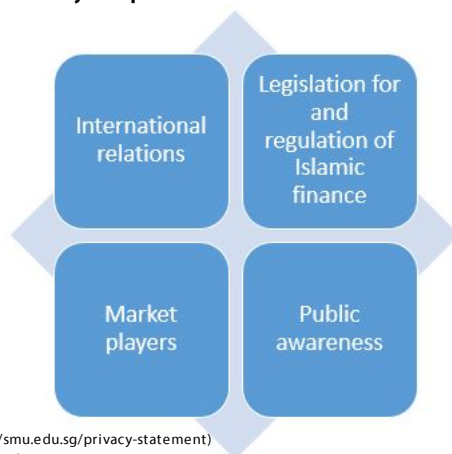 International
relations
Legislation for
and
regulation of
Islamic
finance
Market
players
Public
awareness
/smu.edu.sg/privacy-statement)